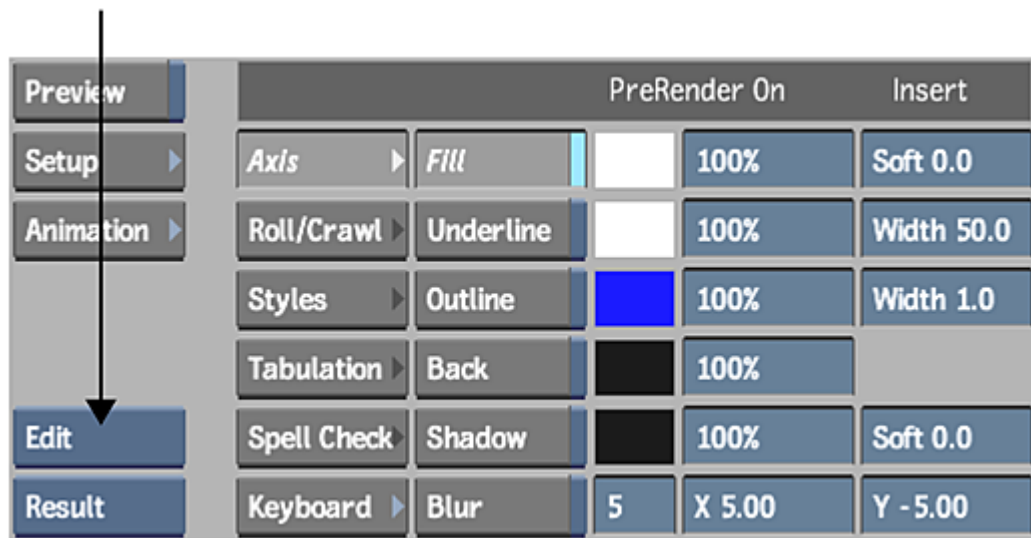 Preview PreRender On Insert
Setup Axis Fill 100% Soft 0.0
Animation Roll/Crawl Underline 100% Width 50.0
Styles Outline 100% Width 1.0
Tabulation Back 100%
Edit Spell Check Shadow 100% Soft 0.0
Result Keyboard Blur 5 X 5.00 Y -5.00